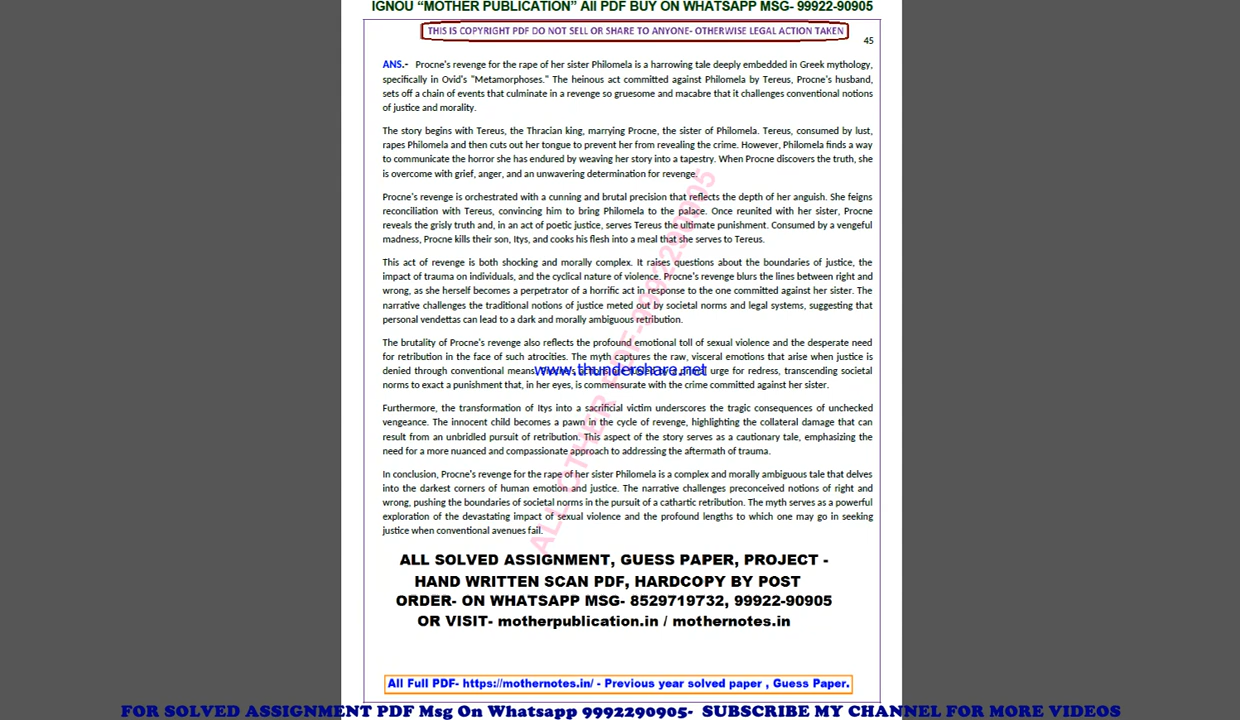 IGNOU “MOTHER PUBLICATION” All PDF BUY ON WHATSAPP MSG- 99922-90905
THIS IS COPYRIGHT PDF DO NOT SELL OR SHARE TO ANYONE- OTHERWISE LEGAL ACTION TAKEN
45
ANS.- Procne's revenge for the rape of her sister Philomela is a harrowing tale deeply embedded in Greek mythology,
specifically in Ovid's "Metamorphoses." The heinous act committed against Philomela by Tereus, Procne's husband,
sets off a chain of events that culminate in a revenge so gruesome and macabre that it challenges conventional notions
of justice and morality.
The story begins with Tereus, the Thracian king, marrying Procne, the sister of Philomela. Tereus, consumed by lust,
rapes Philomela and then cuts out her tongue to prevent her from revealing the crime. However, Philomela finds a way
to communicate the horror she has endured by weaving her story into a tapestry. When Procne discovers the truth, she
is overcome with grief, anger, and an unwavering determination for revenge.
Procne's revenge is orchestrated with a cunning and brutal precision that reflects the depth of her anguish. She feigns
reconciliation with Tereus, convincing him to bring Philomela to the palace. Once reunited with her sister, Procne
reveals the grisly truth and, in an act of poetic justice, serves Tereus the ultimate punishment. Consumed by a vengeful
madness, Procne kills their son, Itys, and cooks his flesh into a meal that she serves to Tereus.
This act of revenge is both shocking and morally complex. It raises questions about the boundaries of justice, the
impact of trauma on individuals, and the cyclical nature of violence. Procne's revenge blurs the lines between right and
wrong, as she herself becomes a perpetrator of a horrific act in response to the one committed against her sister. The
narrative challenges the traditional notions of justice meted out by societal norms and legal systems, suggesting that
personal vendettas can lead to a dark and morally ambiguous retribution.
The brutality of Procne's revenge also reflects the profound emotional toll of sexual violence and the desperate need
for retribution in the face of such atrocities. The myth captures the raw, visceral emotions that arise when justice is
denied through conventional means. urge for redress, transcending societal
www.thundershare.net
norms to exact a punishment that, in her eyes, is commensurate with the crime committed against her sister.
Furthermore, the transformation of Itys into a sacrificial victim underscores the tragic consequences of unchecked
vengeance. The innocent child becomes a pawn in the cycle of revenge, highlighting the collateral damage that can
result from an unbridled pursuit of retribution. This aspect of the story serves as a cautionary tale, emphasizing the
need for a more nuanced and compassionate approach to addressing the aftermath of trauma.
In conclusion, Procne's revenge for the rape of her sister Philomela is a complex and morally ambiguous tale that delves
into the darkest corners of human emotion and justice. The narrative challenges preconceived notions of right and
wrong, pushing the boundaries of societal norms in the pursuit of a cathartic retribution. The myth serves as a powerful
exploration of the devastating impact of sexual violence and the profound lengths to which one may go in seeking
justice when conventional avenues fail.
ALL OTHER PDF-9992290905
ALL SOLVED ASSIGNMENT, GUESS PAPER, PROJECT -
HAND WRITTEN SCAN PDF, HARDCOPY BY POST
ORDER- ON WHATSAPP MSG- 8529719732, 99922-90905
OR VISIT- motherpublication.in / mothernotes.in
All Full PDF- https://mothernotes.in/ - Previous year solved paper , Guess Paper.
FOR SOLVED ASSIGNMENT PDF Msg On Whatsapp 9992290905- SUBSCRIBE MY CHANNEL FOR MORE VIDEOS